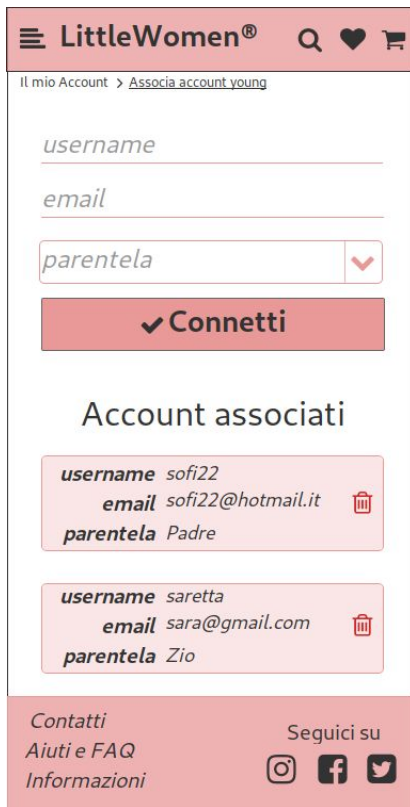 LittleWomen®
Il mio Account > Associa account young
username
email
parentela
Connetti
Account associati
username sofi22
email sofi22@hotmail.it
parentela Padre
username saretta
email sara@gmail.com
parentela Zio
Contatti
Aiuti e FAQ
Informazioni
Seguici su